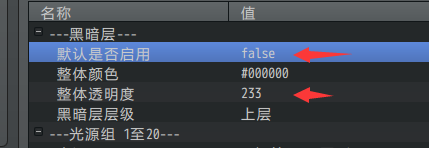 名称 值
---黑暗层---
默认是否启用 false
整体颜色 #000000
整体透明度 233
黑暗层层级 上层
---光源组 1至20---